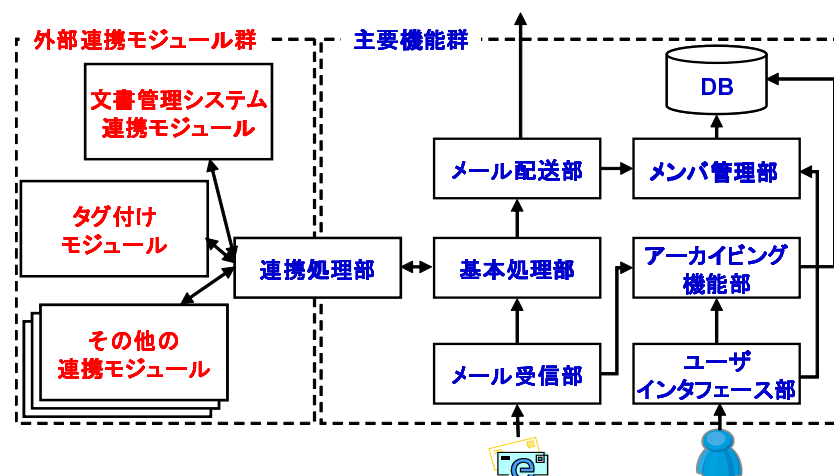 外部連携モジュール群
主要機能群
文書管理システム
連携モジュール
DB
メール配送部
メンバ管理部
タグ付け
モジュール
連携処理部
基本処理部
アーカイビング
機能部
その他の
連携モジュール
メール受信部
ユーザ
インタフェース部
e